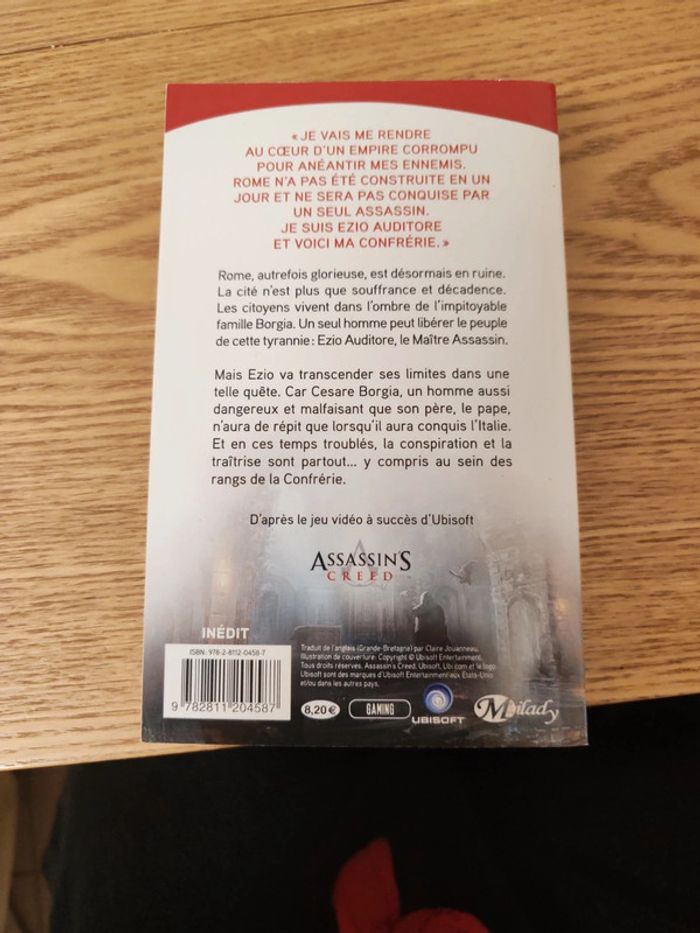 « JE VAIS ME RENDRE
AU CŒUR D'UN EMPIRE CORROMPU
POUR ANÉANTIR MES ENNEMIS.
ROME N'A PAS ÉTÉ CONSTRUITE EN UN
JOUR ET NE SERA PAS CONQUISE PAR
UN SEUL ASSASSIN.
JE SUIS EZIO AUDITORE
ET VOICI MA CONFRÉRIE. »
Rome, autrefois glorieuse, est désormais en ruine.
La cité n'est plus que souffrance et décadence.
Les citoyens vivent dans l'ombre de l'impitoyable
famille Borgia. Un seul homme peut libérer le peuple
de cette tyrannie : Ezio Auditore, le Maître Assassin.
Mais Ezio va transcender ses limites dans une
telle quête. Car Cesare Borgia, un homme aussi
dangereux et malfaisant que son père, le pape,
n'aura de répit que lorsqu'il aura conquis l'Italie.
Et en ces temps troublés, la conspiration et la
traîtrise sont partout... y compris au sein des
rangs de la Confrérie.
D'après le jeu vidéo à succès d'Ubisoft
ASSASSIN'S
CREED
INÉDIT
ISBN: 978-2-8112-0458-7
9 782811 204587
Traduit de l'anglais (Grande-Bretagne) par Claire Jouanneau
Illustration de couverture: Copyright © Ubisoft Entertainment.
Tous droits réservés. Assassin's Creed, Ubisoft, Ubi.com et le logo
Ubisoft sont des marques d'Ubisoft Entertainment aux États-Unis
et/ou dans les autres pays.
8,20 €
GAMING
UBISOFT
Milady